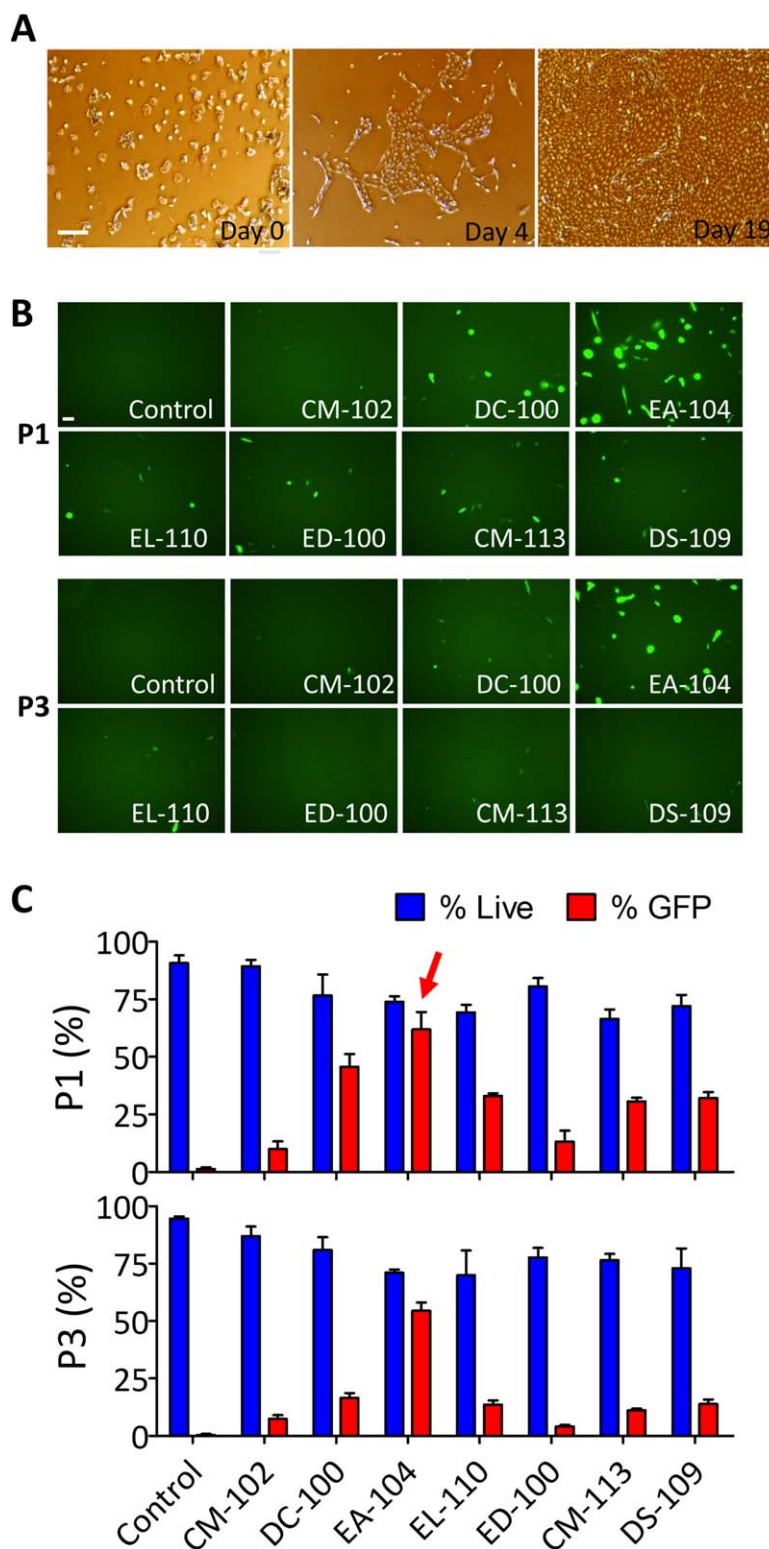 A
Day 0 Day 4 Day 19
B
Control CM-102 DC-100 EA-104
P1
EL-110 ED-100 CM-113 DS-109
Control CM-102 DC-100 EA-104
P3
EL-110 ED-100 CM-113 DS-109
C
% Live % GFP
100
75
50
25
0
P1 (%)
100
75
50
25
0
P3 (%)
Control CM-102 DC-100 EA-104 EL-110 ED-100 CM-113 DS-109